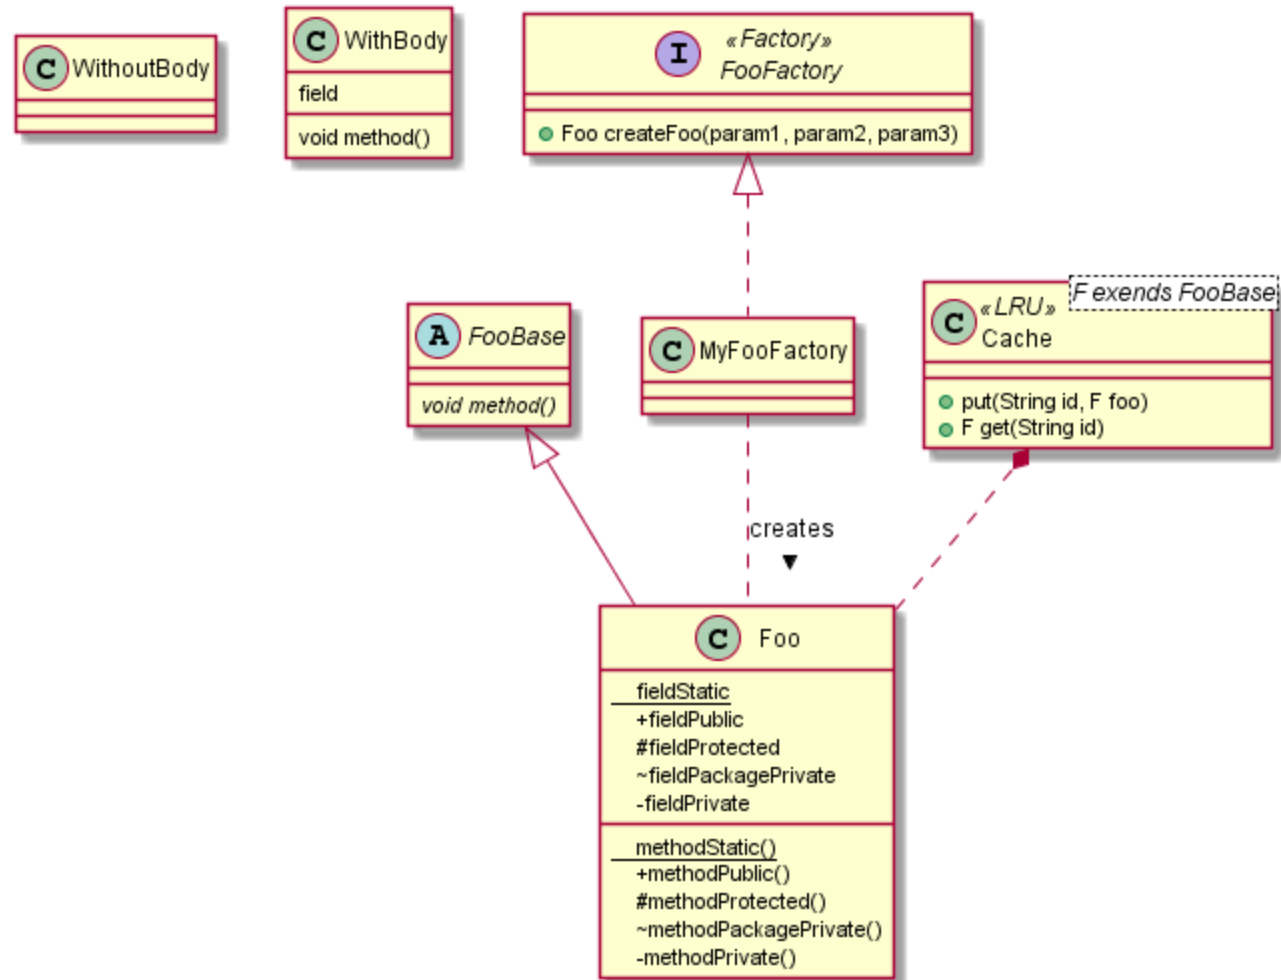 C WithoutBody
C WithBody
field
void method()
I «Factory»
FooFactory
Foo createFoo(param1, param2, param3)
A FooBase
void method()
C MyFooFactory
F exends FooBase
C «LRU»
Cache
put(String id, F foo)
F get(String id)
creates
C Foo
fieldStatic
+fieldPublic
#fieldProtected
~fieldPackagePrivate
-fieldPrivate
methodStatic()
+methodPublic()
#methodProtected()
~methodPackagePrivate()
-methodPrivate()